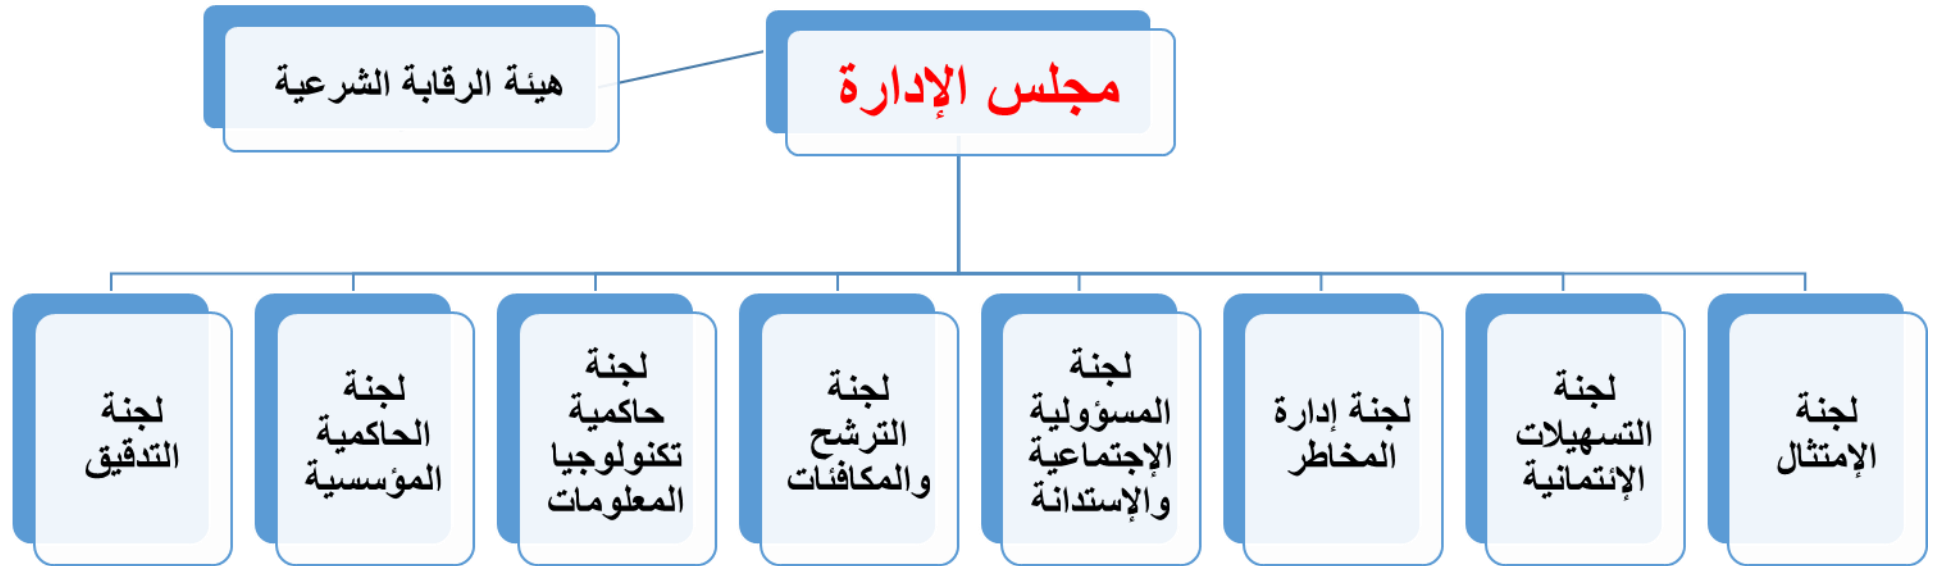 مجلس الإدارة
هيئة الرقابة الشرعية
لجنة
الإمتثال
لجنة
التسهيلات
الإئتمانية
لجنة إدارة
المخاطر
لجنة
المسؤولية
الإجتماعية
والإستدانة
لجنة
الترشح
والمكافئات
لجنة
حاكمية
تكنولوجيا
المعلومات
لجنة
الحاكمية
المؤسسية
لجنة
التدقيق